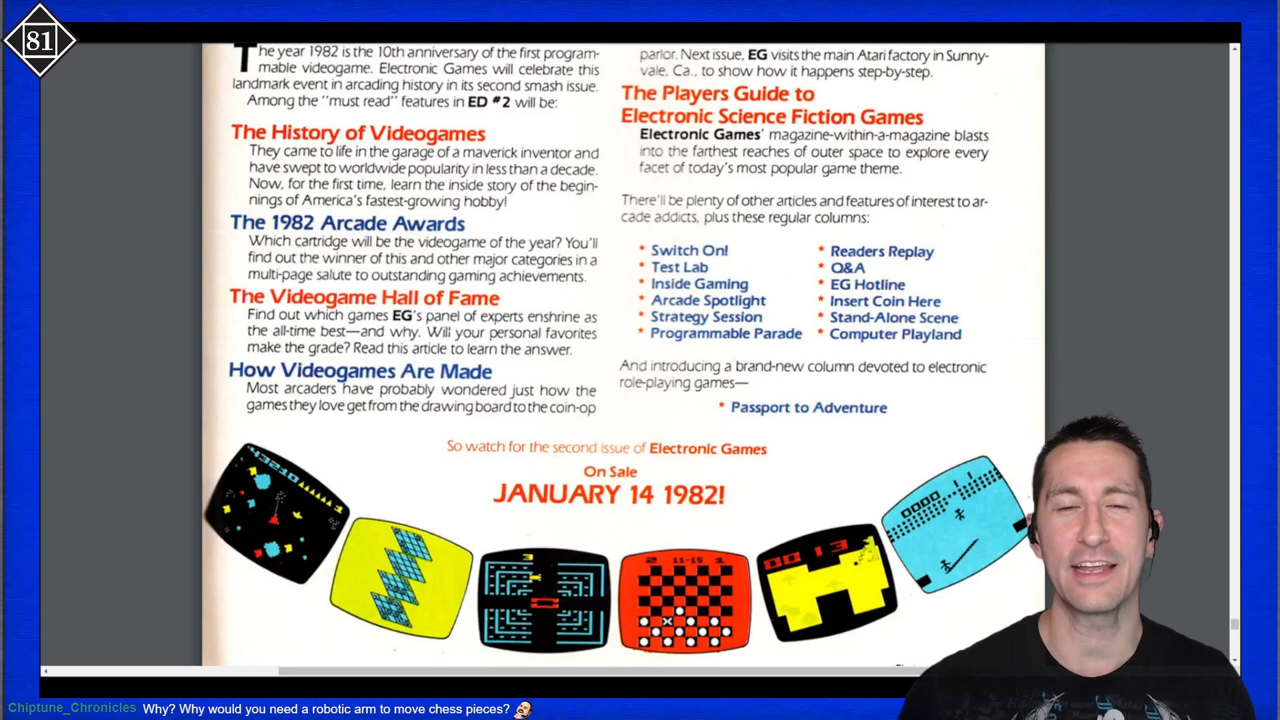 81
The year 1982 is the 10th anniversary of the first program-
mable videogame. Electronic Games will celebrate this
landmark event in arcading history in its second smash issue.
Among the "must read" features in ED #2 will be:
The History of Videogames
They came to life in the garage of a maverick inventor and
have swept to worldwide popularity in less than a decade.
Now, for the first time, learn the inside story of the begin-
nings of America's fastest-growing hobby!
The 1982 Arcade Awards
Which cartridge will be the videogame of the year? You'll
find out the winner of this and other major categories in a
multi-page salute to outstanding gaming achievements.
The Videogame Hall of Fame
Find out which games EG's panel of experts enshrine as
the all-time best—and why. Will your personal favorites
make the grade? Read this article to learn the answer.
How Videogames Are Made
Most arcaders have probably wondered just how the
games they love get from the drawing board to the coin-op
parlor. Next issue, EG visits the main Atari factory in Sunny-
vale, Ca., to show how it happens step-by-step.
The Players Guide to
Electronic Science Fiction Games
Electronic Games' magazine-within-a-magazine blasts
into the farthest reaches of outer space to explore every
facet of today's most popular game theme.
There'll be plenty of other articles and features of interest to ar-
cade addicts, plus these regular columns:
* Switch On!
* Test Lab
* Inside Gaming
* Arcade Spotlight
* Strategy Session
* Programmable Parade
* Readers Replay
* Q&A
* EG Hotline
* Insert Coin Here
* Stand-Alone Scene
* Computer Playland
And introducing a brand-new column devoted to electronic
role-playing games—
* Passport to Adventure
So watch for the second issue of Electronic Games
On Sale
JANUARY 14 1982!
43210
1
3
2 11-15 1
0013
0000
Chiptune_Chronicles Why? Why would you need a robotic arm to move chess pieces?